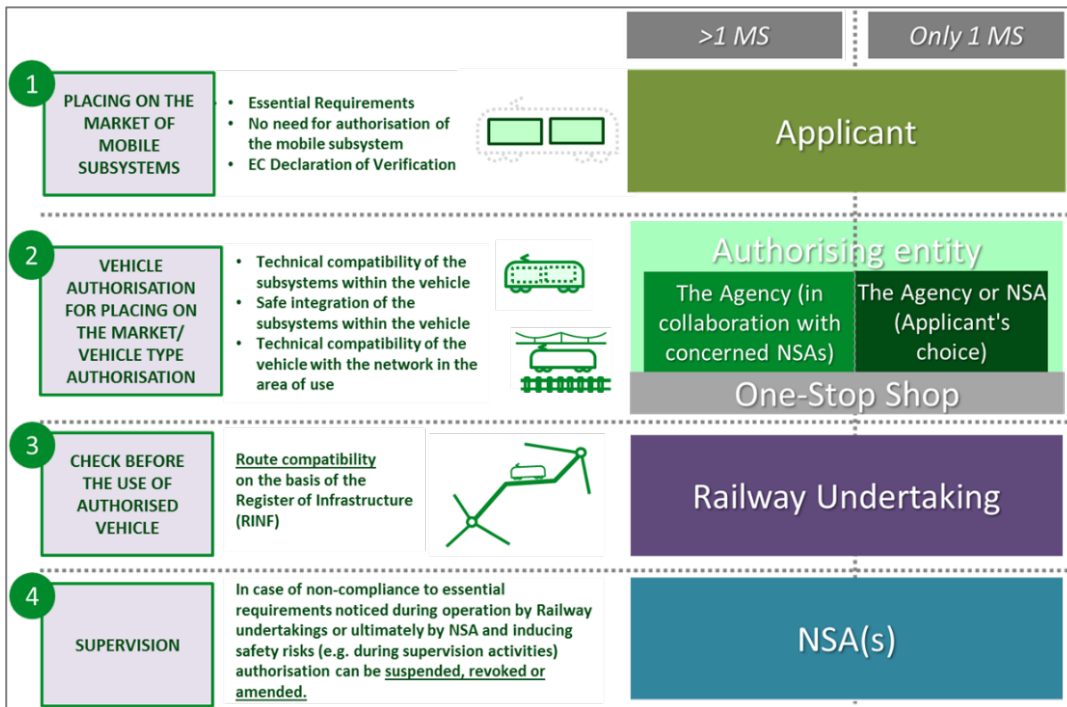 >1 MS
Only 1 MS
1
PLACING ON THE
MARKET OF
MOBILE
SUBSYSTEMS
• Essential Requirements
• No need for authorisation of
the mobile subsystem
• EC Declaration of Verification
Applicant
2
VEHICLE
AUTHORISATION
FOR PLACING ON
THE MARKET/
VEHICLE TYPE
AUTHORISATION
• Technical compatibility of the
subsystems within the vehicle
• Safe integration of the
subsystems within the vehicle
• Technical compatibility of the
vehicle with the network in the
area of use
Authorising entity
The Agency (in
collaboration with
concerned NSAs)
The Agency or NSA
(Applicant's
choice)
One-Stop Shop
3
CHECK BEFORE
THE USE OF
AUTHORISED
VEHICLE
Route compatibility
on the basis of the
Register of Infrastructure
(RINF)
Railway Undertaking
4
SUPERVISION
In case of non-compliance to essential
requirements noticed during operation by Railway
undertakings or ultimately by NSA and inducing
safety risks (e.g. during supervision activities)
authorisation can be suspended, revoked or
amended.
NSA(s)